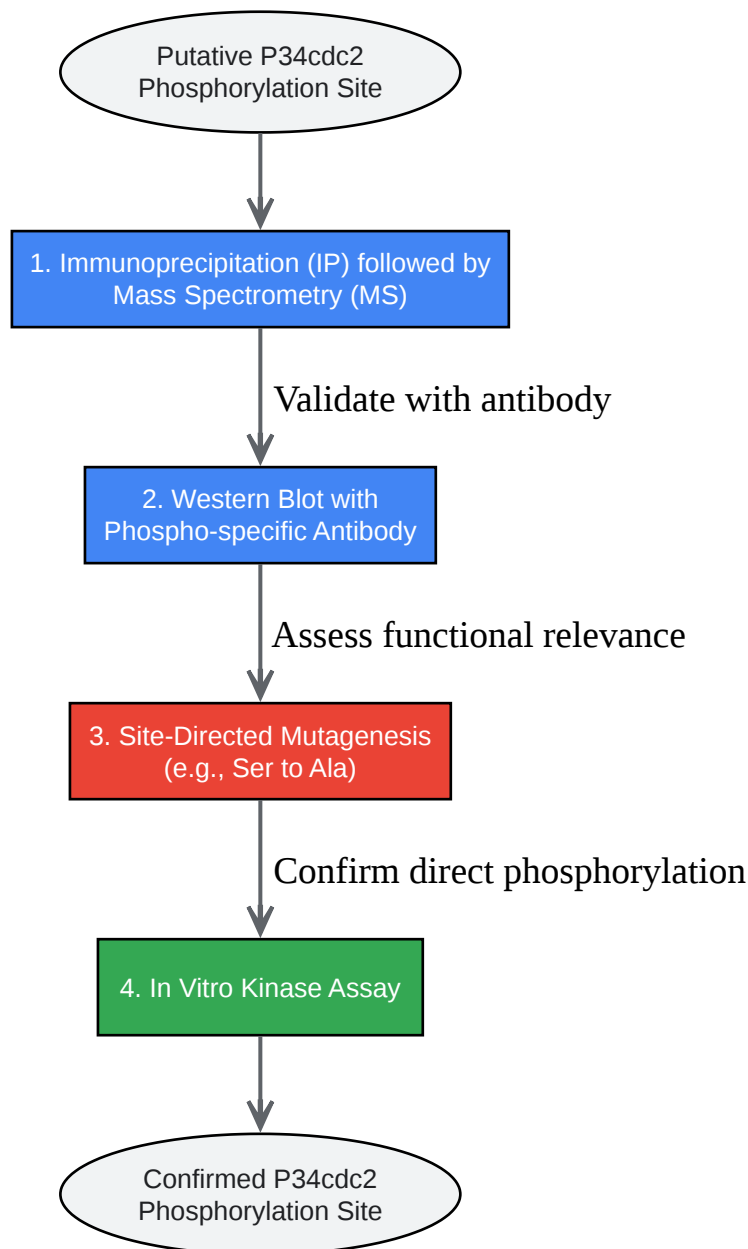 Putative P34cdc2
Phosphorylation Site
1. Immunoprecipitation (IP) followed by
Mass Spectrometry (MS)
Validate with antibody
2. Western Blot with
Phospho-specific Antibody
Assess functional relevance
3. Site-Directed Mutagenesis
(e.g., Ser to Ala)
Confirm direct phosphorylation
4. In Vitro Kinase Assay
Confirmed P34cdc2
Phosphorylation Site